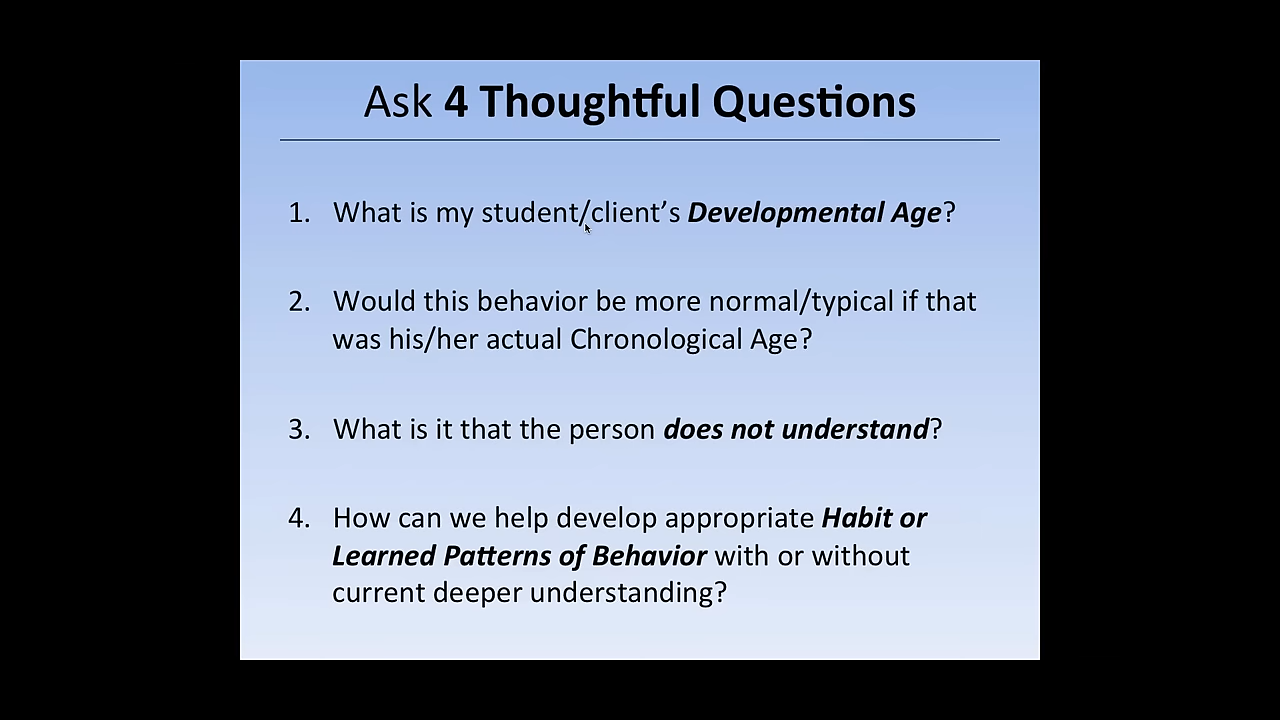 Ask 4 Thoughtful Questions
1. What is my student/client’s Developmental Age?
2. Would this behavior be more normal/typical if that
was his/her actual Chronological Age?
3. What is it that the person does not understand?
4. How can we help develop appropriate Habit or
Learned Patterns of Behavior with or without
current deeper understanding?